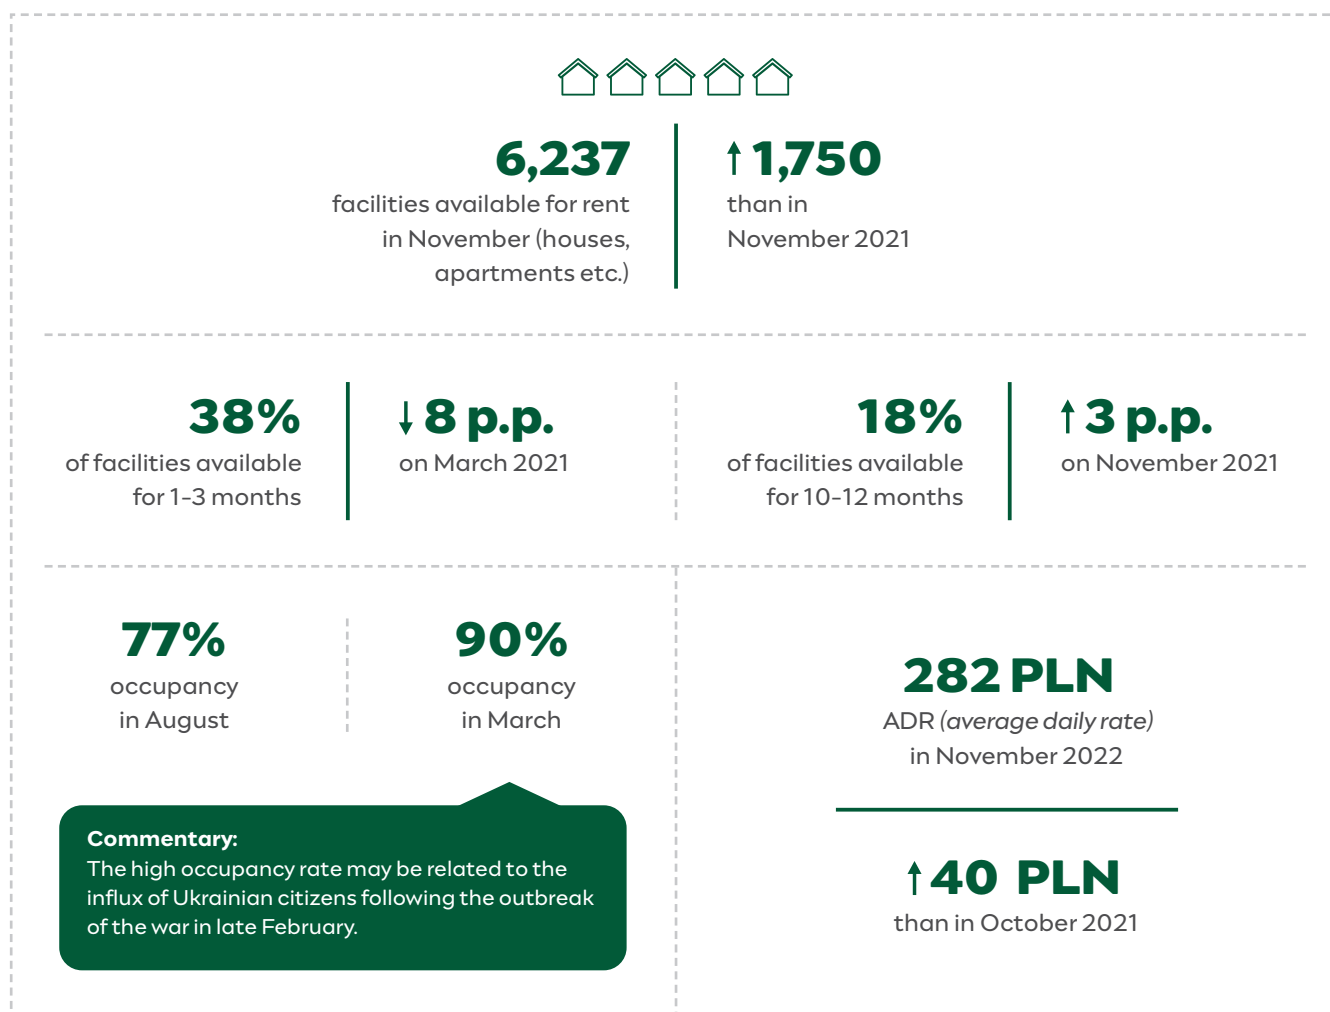 6,237
facilities available for rent
in November (houses,
apartments etc.)
↑ 1,750
than in
November 2021
38%
of facilities available
for 1-3 months
↓ 8 p.p.
on March 2021
18%
of facilities available
for 10-12 months
↑ 3 p.p.
on November 2021
77%
occupancy
in August
90%
occupancy
in March
Commentary:
The high occupancy rate may be related to the
influx of Ukrainian citizens following the outbreak
of the war in late February.
282 PLN
ADR (average daily rate)
in November 2022
↑ 40 PLN
than in October 2021